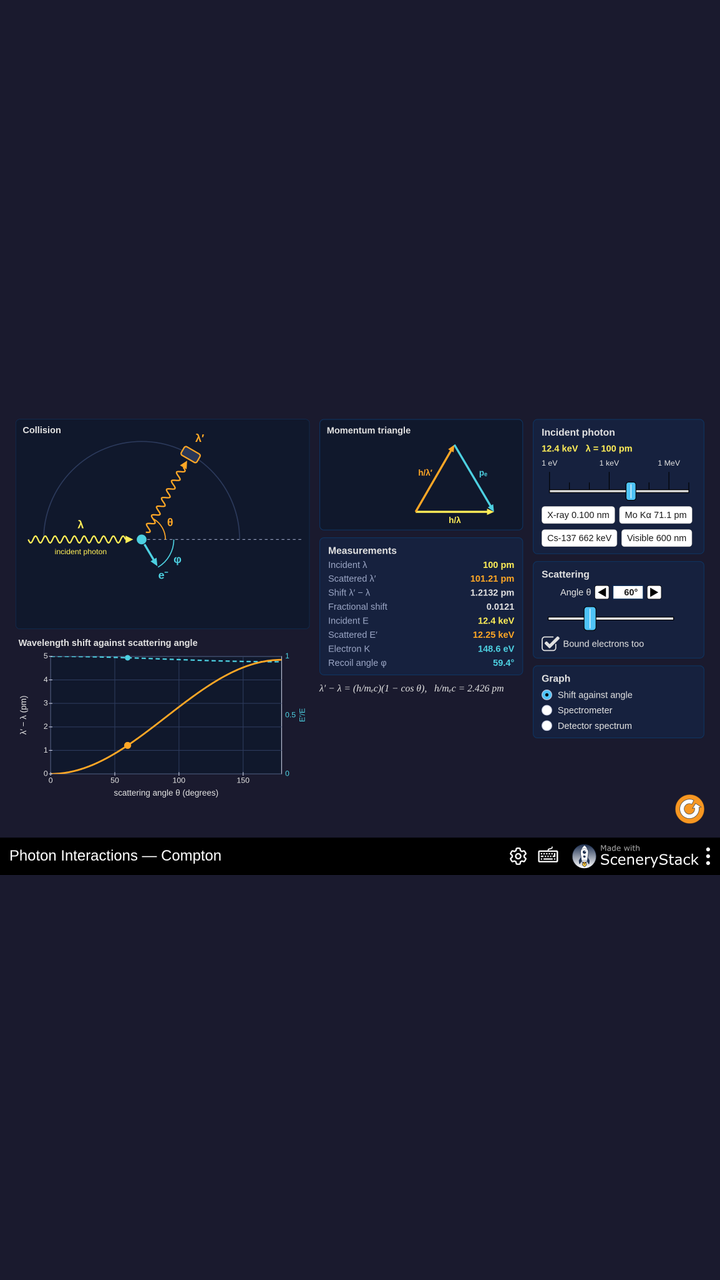 Collision
λ′
λ
θ
incident photon
φ
e⁻
Wavelength shift against scattering angle
5
4
3
2
1
0
λ′ − λ (pm)
1
0.5
0
E′/E
0
50
100
150
scattering angle θ (degrees)
Momentum triangle
h/λ′
pₑ
h/λ
Measurements
Incident λ 100 pm
Scattered λ′ 101.21 pm
Shift λ′ − λ 1.2132 pm
Fractional shift 0.0121
Incident E 12.4 keV
Scattered E′ 12.25 keV
Electron K 148.6 eV
Recoil angle φ 59.4°
λ′ − λ = (h/mₑc)(1 − cos θ), h/mₑc = 2.426 pm
Incident photon
12.4 keV λ = 100 pm
1 eV 1 keV 1 MeV
X-ray 0.100 nm Mo Kα 71.1 pm
Cs-137 662 keV Visible 600 nm
Scattering
Angle θ 60°
Bound electrons too
Graph
Shift against angle
Spectrometer
Detector spectrum
Photon Interactions — Compton
Made with
SceneryStack